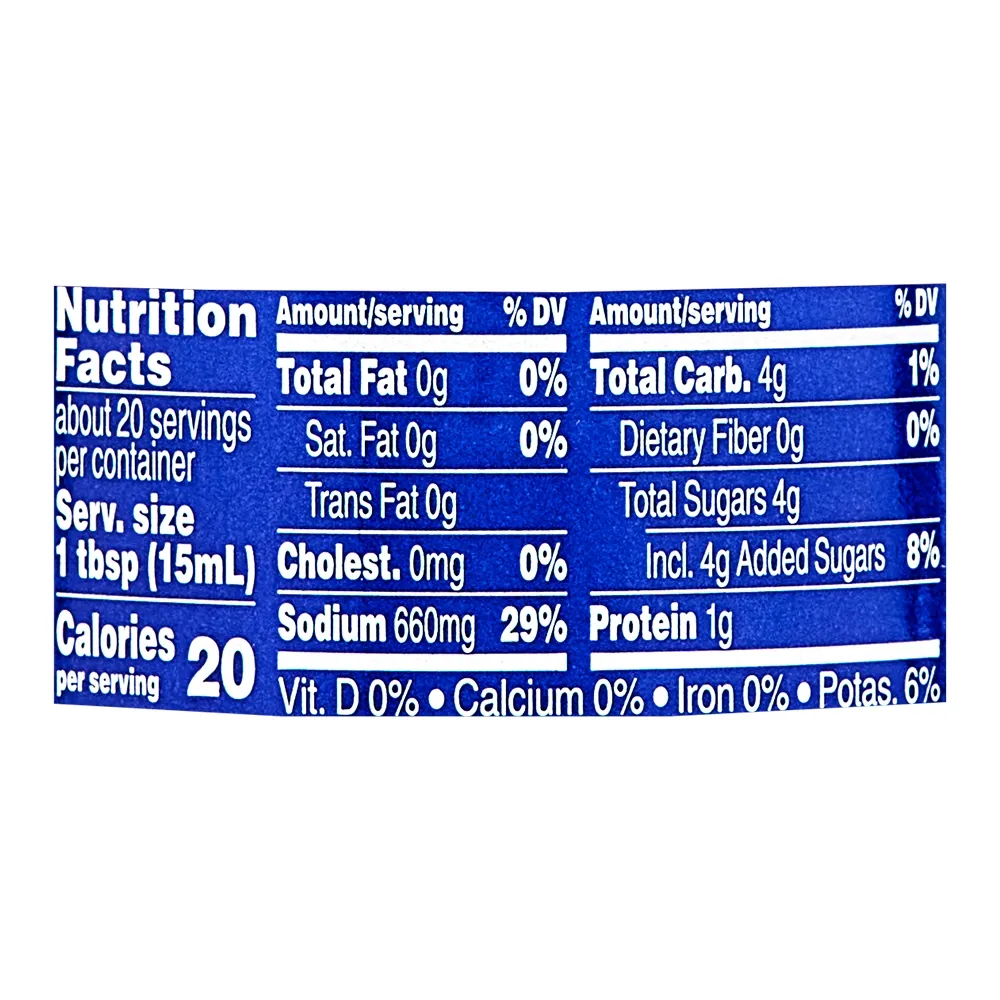 Nutrition
Facts
about 20 servings
per container
Serv. size
1 tbsp (15mL)
Calories 20
per serving
Amount/serving % DV
Total Fat 0g 0%
Sat. Fat 0g 0%
Trans Fat 0g
Cholest. 0mg 0%
Sodium 660mg 29%
Amount/serving % DV
Total Carb. 4g 1%
Dietary Fiber 0g 0%
Total Sugars 4g
Incl. 4g Added Sugars 8%
Protein 1g
Vit. D 0% • Calcium 0% • Iron 0% • Potas. 6%